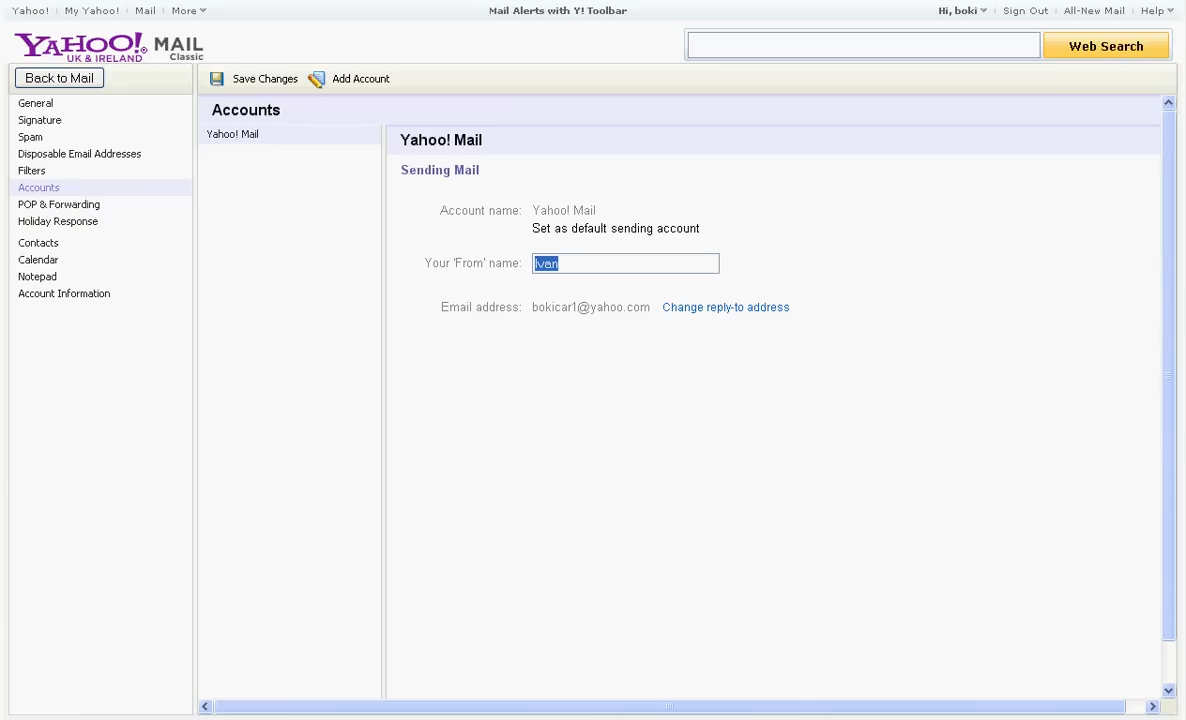 Yahoo! My Yahoo! Mail More Mail Alerts with Y! Toolbar Hi, boki Sign Out All-New Mail Help
YAHOO! MAIL
UK & IRELAND Classic
Web Search
Back to Mail
Save Changes Add Account
General
Signature
Spam
Disposable Email Addresses
Filters
Accounts
POP & Forwarding
Holiday Response
Contacts
Calendar
Notepad
Account Information
Accounts
Yahoo! Mail
Yahoo! Mail
Sending Mail
Account name: Yahoo! Mail
Set as default sending account
Your 'From' name: Ivan
Email address: bokicar1@yahoo.com Change reply-to address